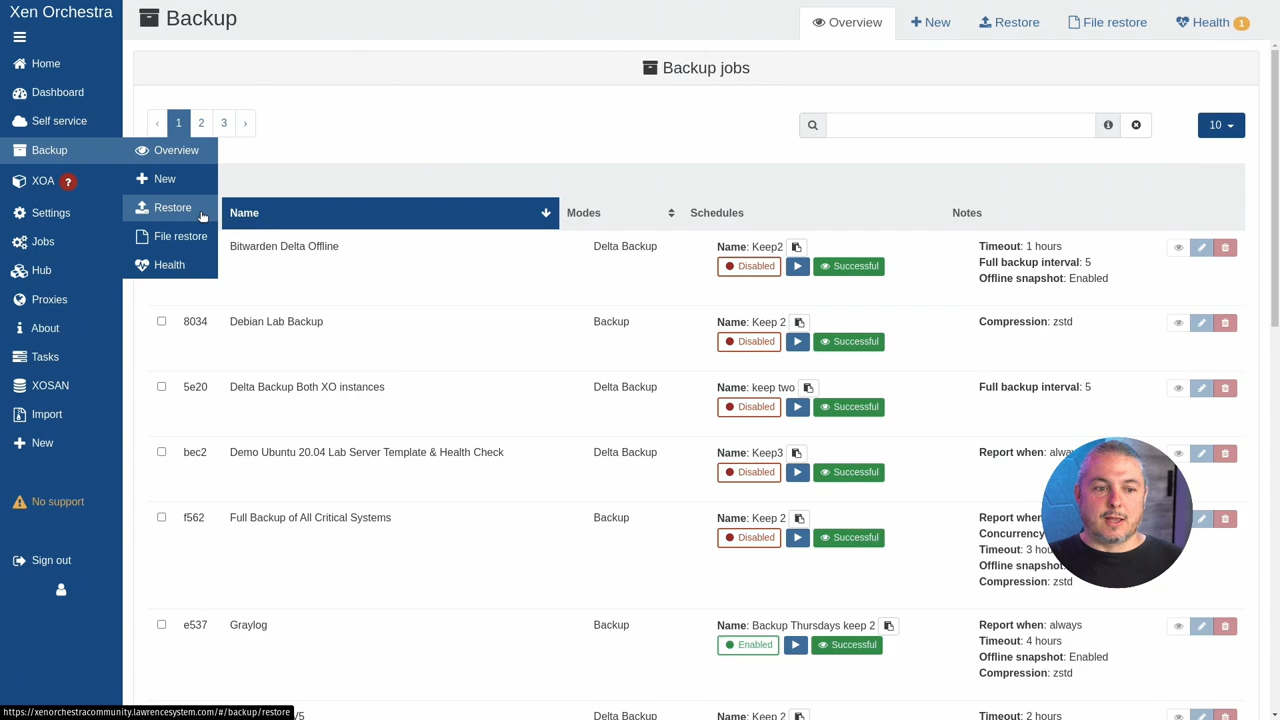 Xen Orchestra
Backup
Overview
New
Restore
File restore
Health 1
Home
Dashboard
Self service
Backup
XOA ?
Settings
Jobs
Hub
Proxies
About
Tasks
XOSAN
Import
New
No support
Sign out
Overview
New
Restore
File restore
Health
Backup jobs
‹ 1 2 3 ›
10
Name Modes Schedules Notes
Bitwarden Delta Offline Delta Backup Name: Keep2 Timeout: 1 hours
Disabled Successful Full backup interval: 5
Offline snapshot: Enabled
8034 Debian Lab Backup Backup Name: Keep 2 Compression: zstd
Disabled Successful
5e20 Delta Backup Both XO instances Delta Backup Name: keep two Full backup interval: 5
Disabled Successful
bec2 Demo Ubuntu 20.04 Lab Server Template & Health Check Delta Backup Name: Keep3 Report when: alway
Disabled Successful
f562 Full Backup of All Critical Systems Backup Name: Keep 2 Report when
Disabled Successful Concurrency
Timeout: 3 hou
Offline snapshot
Compression: zstd
e537 Graylog Backup Name: Backup Thursdays keep 2 Report when: always
Enabled Successful Timeout: 4 hours
Offline snapshot: Enabled
Compression: zstd
/5 Delta Backup Name: Keep 2 Timeout: 2 hours
https://xenorchestracommunity.lawrencesystem.com/#/backup/restore